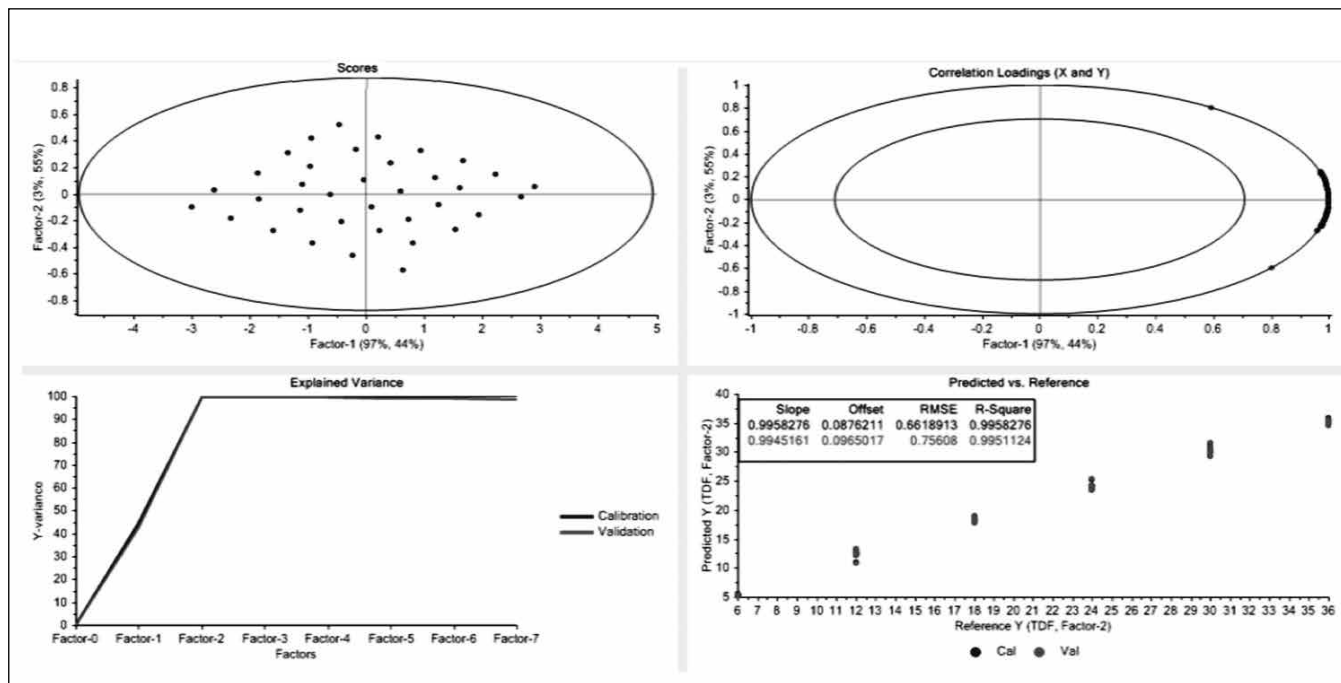 Scores
0.8
0.6
0.4
0.2
0
-0.2
-0.4
-0.6
-0.8
Factor-2 (3%, 55%)
-4 -3 -2 -1 0 1 2 3 4 5
Factor-1 (97%, 44%)
Correlation Loadings (X and Y)
1
0.8
0.6
0.4
0.2
0
-0.2
-0.4
-0.6
-0.8
-1
Factor-2 (3%, 55%)
-1 -0.8 -0.6 -0.4 -0.2 0 0.2 0.4 0.6 0.8 1
Factor-1 (97%, 44%)
Explained Variance
100
90
80
70
60
50
40
30
20
10
0
Y-variance
Factor-0 Factor-1 Factor-2 Factor-3 Factor-4 Factor-5 Factor-6 Factor-7
Factors
Calibration
Validation
Predicted vs. Reference
Slope Offset RMSE R-Square
0.9958276 0.0876211 0.6618913 0.9958276
0.9945161 0.0965017 0.75608 0.9951124
40
35
30
25
20
15
10
5
Predicted Y (TDF, Factor-2)
6 7 8 9 10 11 12 13 14 15 16 17 18 19 20 21 22 23 24 25 26 27 28 29 30 31 32 33 34 35 36
Reference Y (TDF, Factor-2)
Cal Val